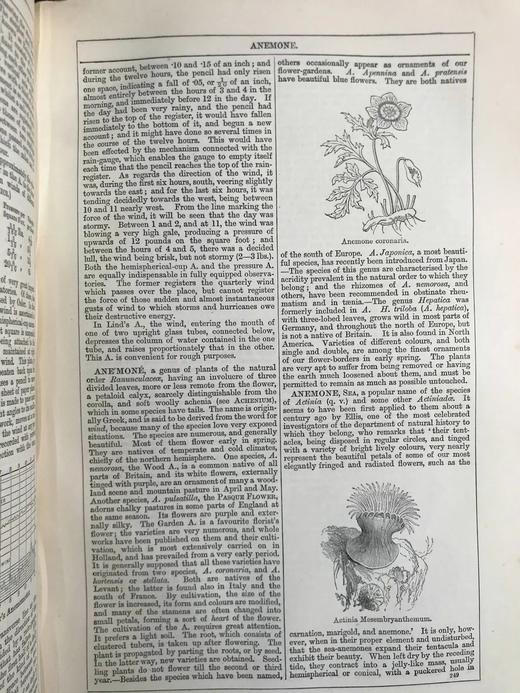 ANEMONE.
former account, between ·10 and ·15 of an inch; and
during the twelve hours, the pencil had only risen
one space, indicating a fall of ·05, or 1/20 of an inch,
almost entirely between the hours of 3 and 4 in the
morning, and immediately before 12 in the day. If
the day had been very rainy, and the pencil had
risen to the top of the register, it would have fallen
immediately to the bottom of it, and begun a new
account; and it might have done so several times in
the course of the twelve hours. This would have
been effected by the mechanism connected with the
rain-gauge, which enables the gauge to empty itself
each time that the pencil reaches the top of the rain-
register. As regards the direction of the wind, it
was, during the first six hours, south, veering slightly
towards the east; and for the last six hours, it was
tending decidedly towards the west, being between
10 and 11 nearly west. From the line marking the
force of the wind, it will be seen that the day was
stormy. Between 1 and 2, and at 11, the wind was
blowing a very high gale, producing a pressure of
upwards of 12 pounds on the square foot; and
between the hours of 4 and 5, there was a decided
lull, the wind being brisk, but not stormy (2—3 lbs.)
Both the hemispherical-cup A. and the pressure A.
are equally indispensable in fully equipped observa-
tories. The former registers the quarterly wind
which passes over the place, but cannot register
the force of those sudden and almost instantaneous
gusts of wind to which storms and hurricanes owe
their destructive energy.
In Lind's A., the wind, entering the mouth of
one of two upright glass tubes, connected below,
depresses the column of water contained in the one
tube, and raises proportionately that in the other.
This A. is convenient for rough purposes.
ANEMONÉ, a genus of plants of the natural
order Ranunculaceæ, having an involucre of three
divided leaves, more or less remote from the flower,
a petaloid calyx, scarcely distinguishable from the
corolla, and soft woolly achenia (see ACHENIUM),
which in some species have tails. The name is origin-
ally Greek, and is said to be derived from the word for
wind, because many of the species love very exposed
situations. The species are numerous, and generally
beautiful. Most of them flower early in spring.
They are natives of temperate and cold climates,
chiefly of the northern hemisphere. One species, A.
nemorosa, the Wood A., is a common native of all
parts of Britain, and its white flowers, externally
tinged with purple, are an ornament of many a wood-
land scene and mountain pasture in April and May.
Another species, A. pulsatilla, the PASQUE FLOWER,
adorns chalky pastures in some parts of England at
the same season. Its flowers are purple and exter-
nally silky. The Garden A. is a favourite florist's
flower; the varieties are very numerous, and whole
works have been published on them and their culti-
vation, which is most extensively carried on in
Holland, and has prevailed from a very early period.
It is generally supposed that all these varieties have
originated from two species, A. coronaria, and A.
hortensis or stellata. Both are natives of the
Levant; the latter is found also in Italy and the
south of France. By cultivation, the size of the
flower is increased, its form and colours are modified,
and many of the stamens are often changed into
small petals, forming a sort of heart of the flower.
The cultivation of the A. requires great attention.
It prefers a light soil. The root, which consists of
clustered tubers, is taken up after flowering. The
plant is propagated by parting the roots, or by seed.
In the latter way, new varieties are obtained. Seed-
ling plants do not flower till the second or third
year.—Besides the species which have been named,
others occasionally appear as ornaments of our
flower-gardens. A. Apennina and A. pratensis
have beautiful blue flowers. They are both natives
Anemone coronaria.
of the south of Europe. A. Japonica, a most beauti-
ful species, has recently been introduced from Japan.
—The species of this genus are characterised by the
acridity prevalent in the natural order to which they
belong; and the rhizomes of A. nemorosa, and
others, have been recommended in obstinate rheu-
matism and in tænia.—The genus Hepatica was
formerly included in A. H. triloba (A. hepatica),
with three-lobed leaves, grows wild in most parts of
Germany, and throughout the north of Europe, but
is not a native of Britain. It is also found in North
America. Varieties of different colours, and both
single and double, are among the finest ornaments
of our flower-borders in early spring. The plants
are very apt to suffer from being removed or having
the earth much loosened about them, and must be
permitted to remain as much as possible untouched.
ANEMONE, SEA, a popular name of the species
of Actinia (q. v.) and some other Actiniadæ. It
seems to have been first applied to them about a
century ago by Ellis, one of the most celebrated
investigators of the department of natural history to
which they belong, who remarks that 'their tent-
acles, being disposed in regular circles, and tinged
with a variety of bright lively colours, very nearly
represent the beautiful petals of some of our most
elegantly fringed and radiated flowers, such as the
Actinia Mesembryanthemum.
carnation, marigold, and anemone.' It is only, how-
ever, when in their proper element and undisturbed,
that the sea-anemones expand their tentacula and
exhibit their beauty. When left dry by the receding
tide, they contract into a jelly-like mass, usually
hemispherical or conical, with a puckered hole in
249